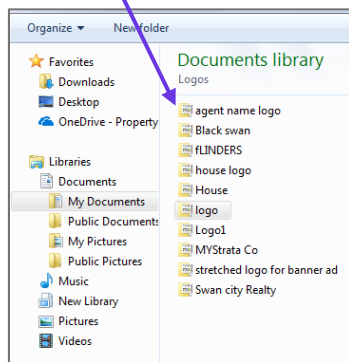 Organize New folder
Favorites
Downloads
Desktop
OneDrive - Property
Libraries
Documents
My Documents
Public Documents
My Pictures
Public Pictures
Music
New Library
Pictures
Videos
Documents library
Logos
agent name logo
Black swan
fLINDERS
house logo
House
logo
Logo1
MYStrata Co
stretched logo for banner ad
Swan city Realty